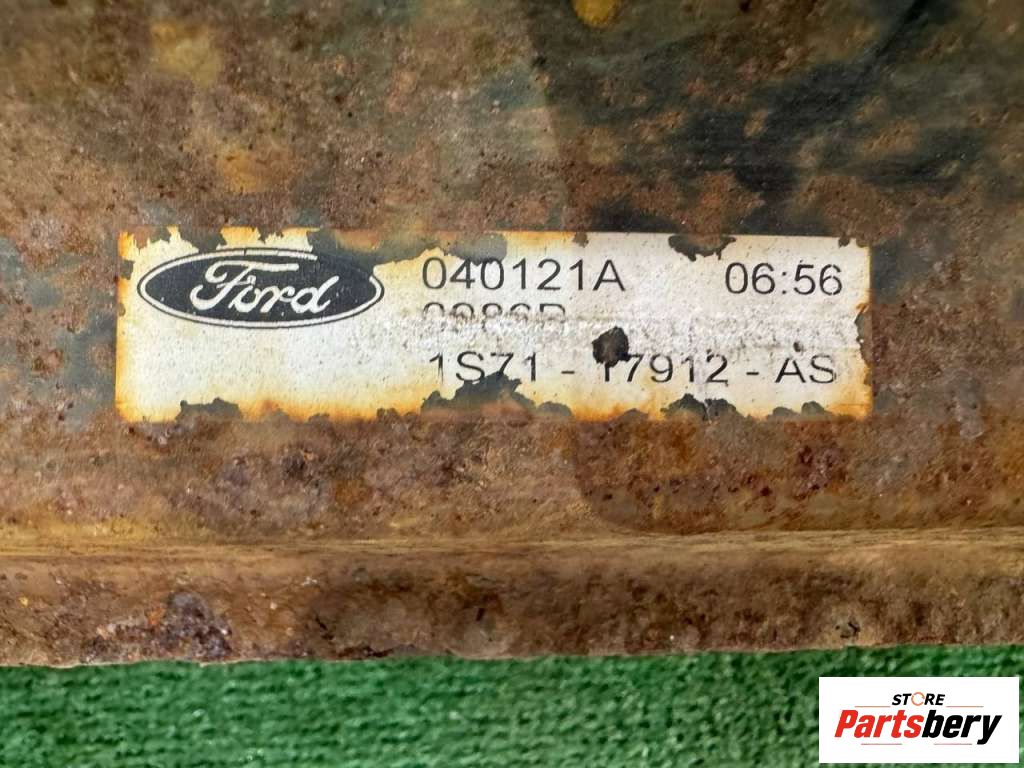 Ford
040121A 06:56
1S71 - 17912 - AS
STORE
Partsbery